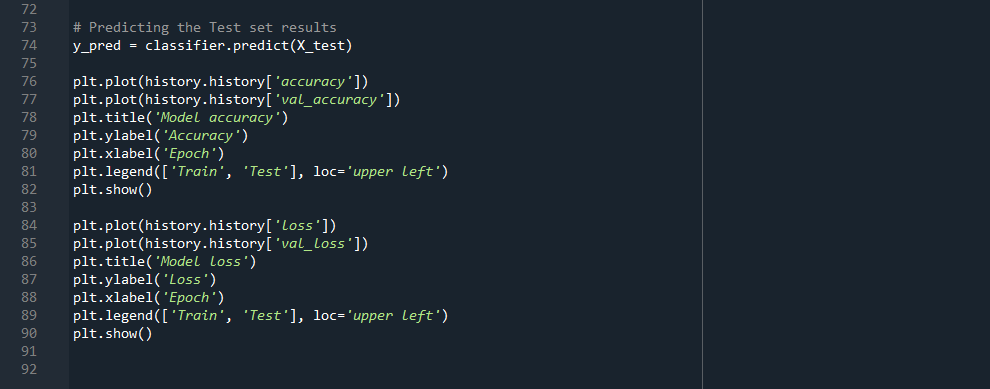 72
73 # Predicting the Test set results
74 y_pred = classifier.predict(X_test)
75
76 plt.plot(history.history['accuracy'])
77 plt.plot(history.history['val_accuracy'])
78 plt.title('Model accuracy')
79 plt.ylabel('Accuracy')
80 plt.xlabel('Epoch')
81 plt.legend(['Train', 'Test'], loc='upper left')
82 plt.show()
83
84 plt.plot(history.history['loss'])
85 plt.plot(history.history['val_loss'])
86 plt.title('Model loss')
87 plt.ylabel('Loss')
88 plt.xlabel('Epoch')
89 plt.legend(['Train', 'Test'], loc='upper left')
90 plt.show()
91
92